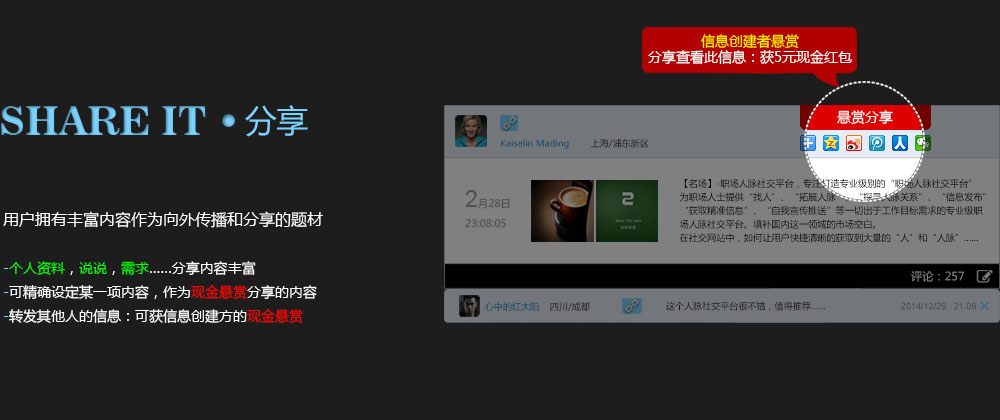 信息创建者悬赏
分享查看此信息：获5元现金红包
SHARE IT • 分享
悬赏分享
Kaiselin Mading 上海/浦东新区
用户拥有丰富内容作为向外传播和分享的题材
2月28日
23:08:05
【名场】-职场人脉社交平台，专注打造专业级别的“职场人脉社交平台”
为职场人士提供“找人”、“拓展人脉”、“探寻人脉关系”、“信息发布”
“获取精准信息”、“自我宣传推送”等一切出于工作目标需求的专业级职
场人脉社交平台。填补国内这一领域的市场空白。
在社交网站中，如何让用户快捷清晰的获取到大量的“人”和“人脉”......
-个人资料，说说，需求......分享内容丰富
-可精确设定某一项内容，作为现金悬赏分享的内容
-转发其他人的信息：可获信息创建方的现金悬赏
评论：257
心中的红太阳 四川/成都 这个人脉社交平台很不错，值得推荐...... 2014/12/29 21:09